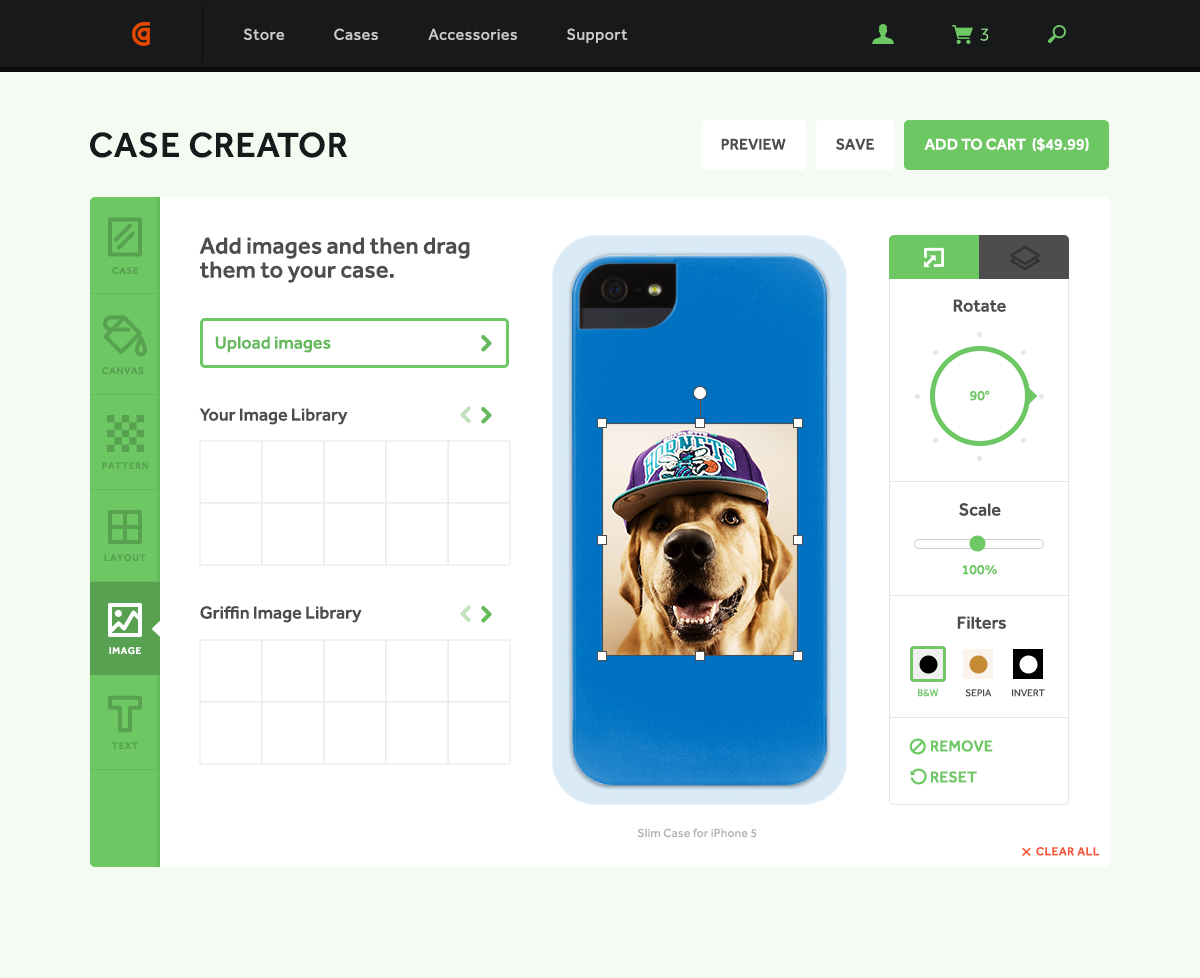 Store
Cases
Accessories
Support
3
CASE CREATOR
PREVIEW
SAVE
ADD TO CART ($49.99)
CASE
CANVAS
PATTERN
LAYOUT
IMAGE
TEXT
Add images and then drag
them to your case.
Upload images
Your Image Library
Griffin Image Library
HORNETS
Slim Case for iPhone 5
Rotate
90°
Scale
100%
Filters
B&W
SEPIA
INVERT
REMOVE
RESET
CLEAR ALL